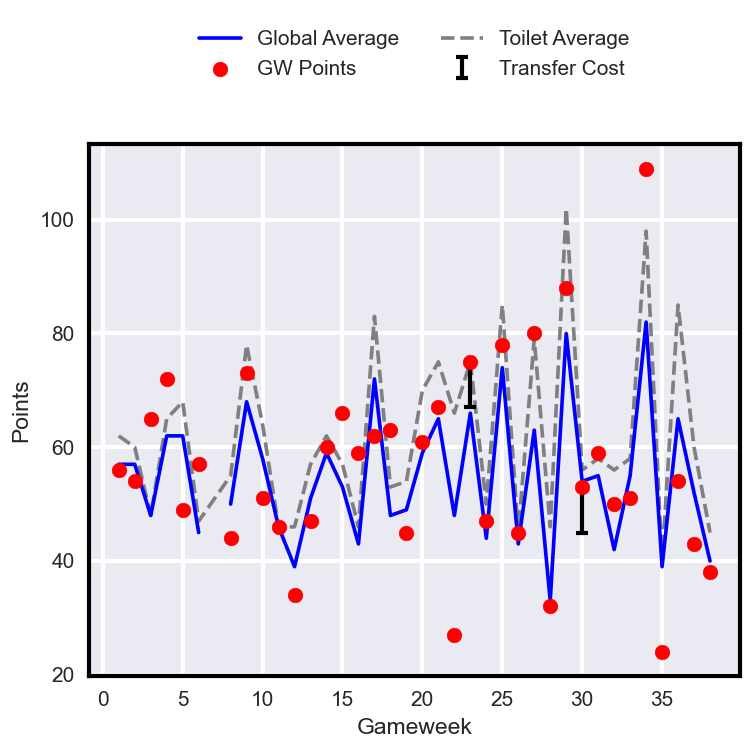 Global Average Toilet Average
GW Points Transfer Cost
Points
100
80
60
40
20
0 5 10 15 20 25 30 35
Gameweek